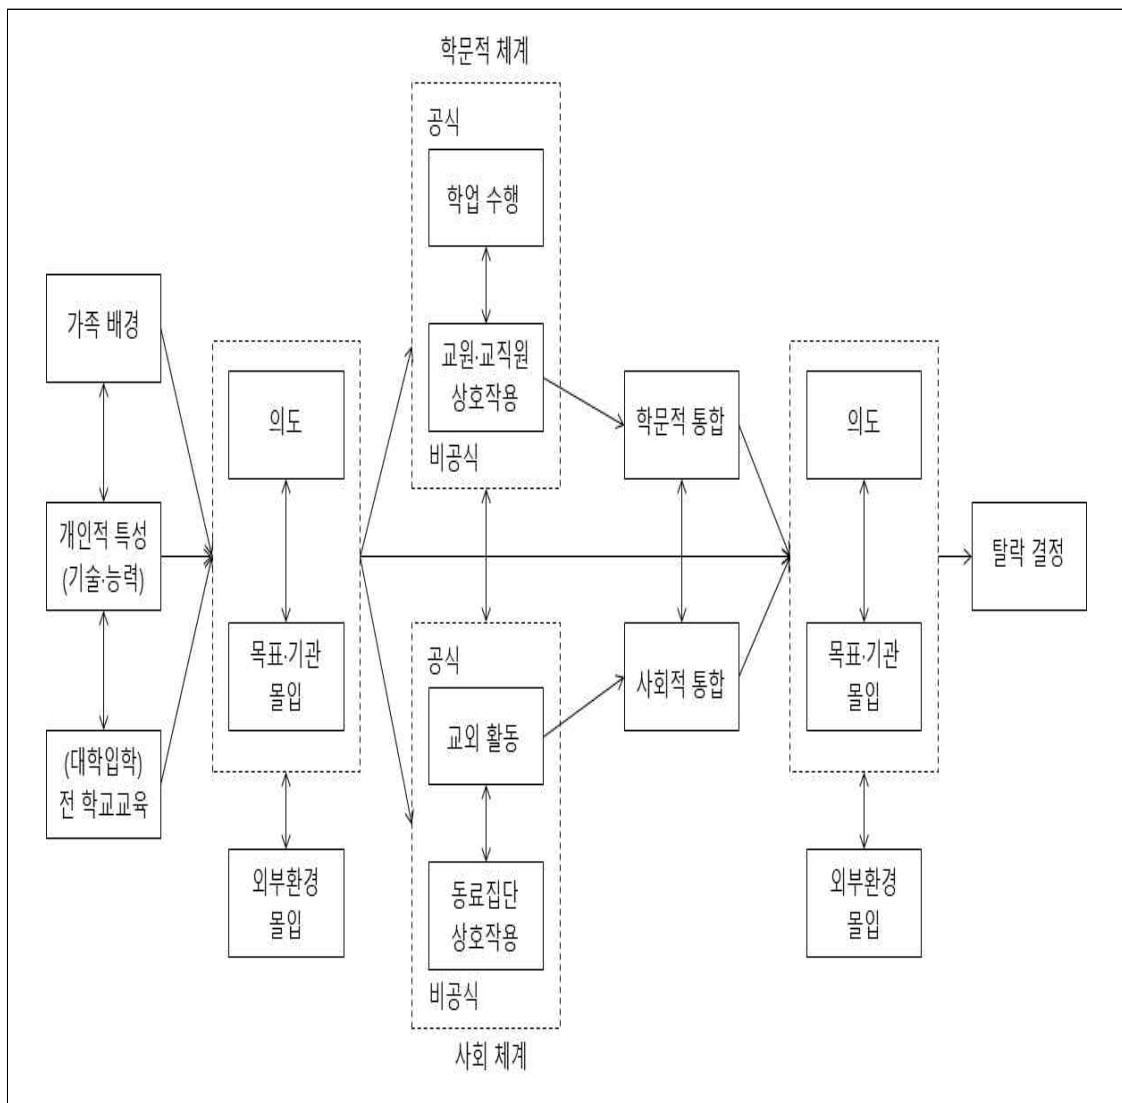 학문적 체계
공식
학업 수행
교원·교직원
상호작용
비공식
가족 배경
개인적 특성
(기술·능력)
(대학입학)
전 학교교육
의도
목표·기관
몰입
외부환경
몰입
공식
교외 활동
동료집단
상호작용
비공식
사회 체계
학문적 통합
사회적 통합
의도
목표·기관
몰입
외부환경
몰입
탈락 결정